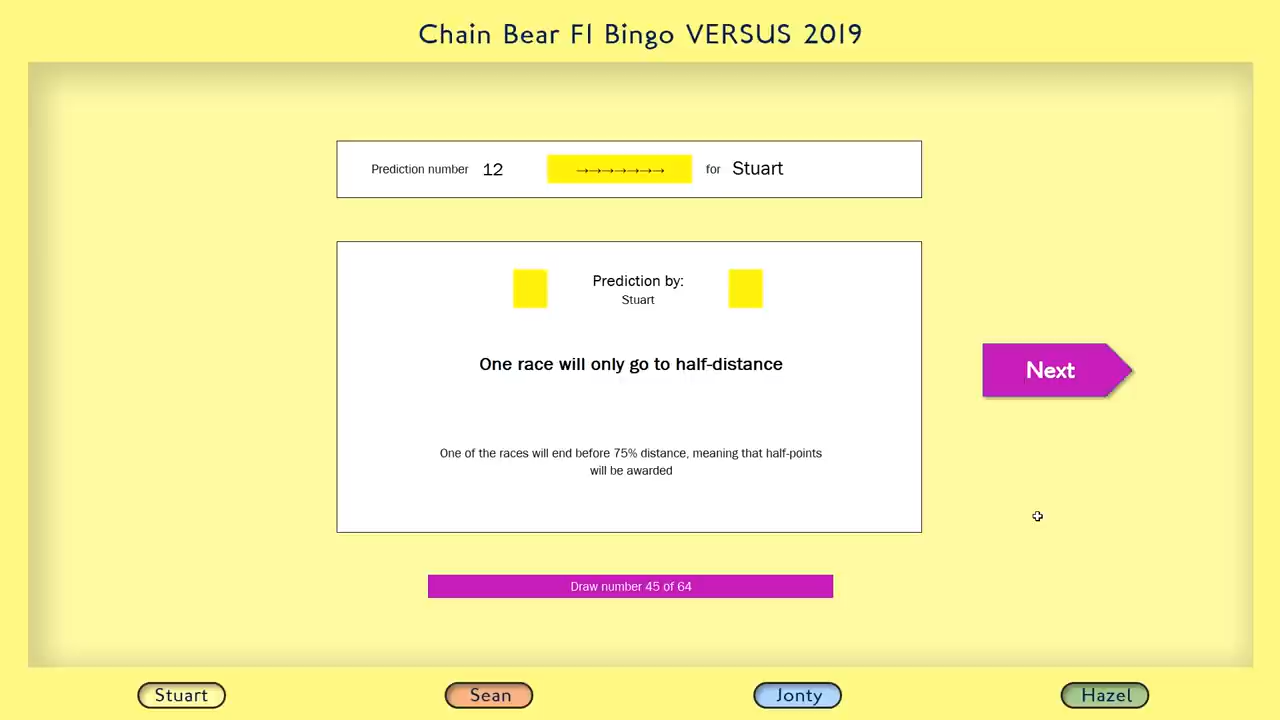 Chain Bear F1 Bingo VERSUS 2019
Prediction number 12 →→→→→→→ for Stuart
Prediction by:
Stuart
One race will only go to half-distance
Next
One of the races will end before 75% distance, meaning that half-points
will be awarded
Draw number 45 of 64
Stuart Sean Jonty Hazel